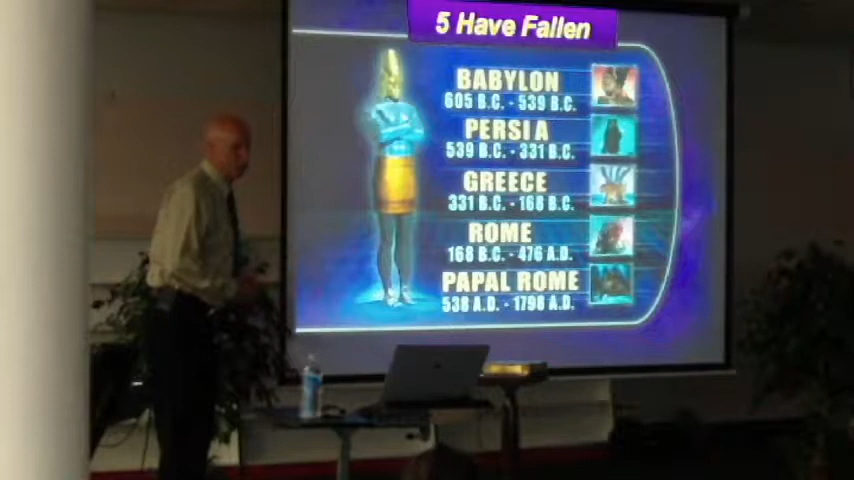 5 Have Fallen
BABYLON
605 B.C. - 539 B.C.
PERSIA
539 B.C. - 331 B.C.
GREECE
331 B.C. - 168 B.C.
ROME
168 B.C. - 476 A.D.
PAPAL ROME
538 A.D. - 1798 A.D.